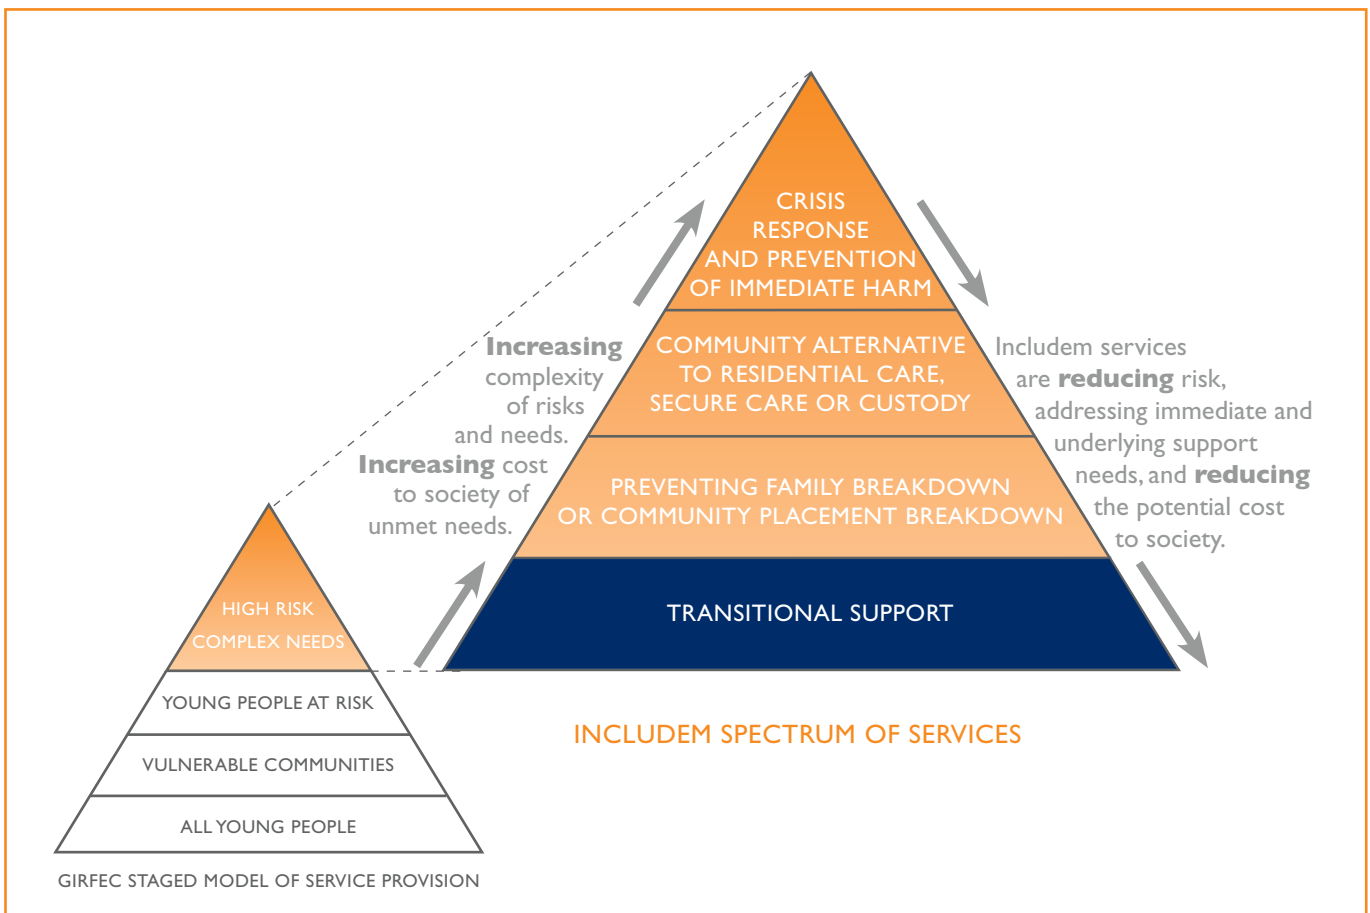 CRISIS
RESPONSE
AND PREVENTION
OF IMMEDIATE HARM
COMMUNITY ALTERNATIVE
TO RESIDENTIAL CARE,
SECURE CARE OR CUSTODY
PREVENTING FAMILY BREAKDOWN
OR COMMUNITY PLACEMENT BREAKDOWN
TRANSITIONAL SUPPORT
Increasing
complexity
of risks
and needs.
Increasing cost
to society of
unmet needs.
Includem services
are reducing risk,
addressing immediate and
underlying support
needs, and reducing
the potential cost
to society.
INCLUDEM SPECTRUM OF SERVICES
HIGH RISK
COMPLEX NEEDS
YOUNG PEOPLE AT RISK
VULNERABLE COMMUNITIES
ALL YOUNG PEOPLE
GIRFEC STAGED MODEL OF SERVICE PROVISION